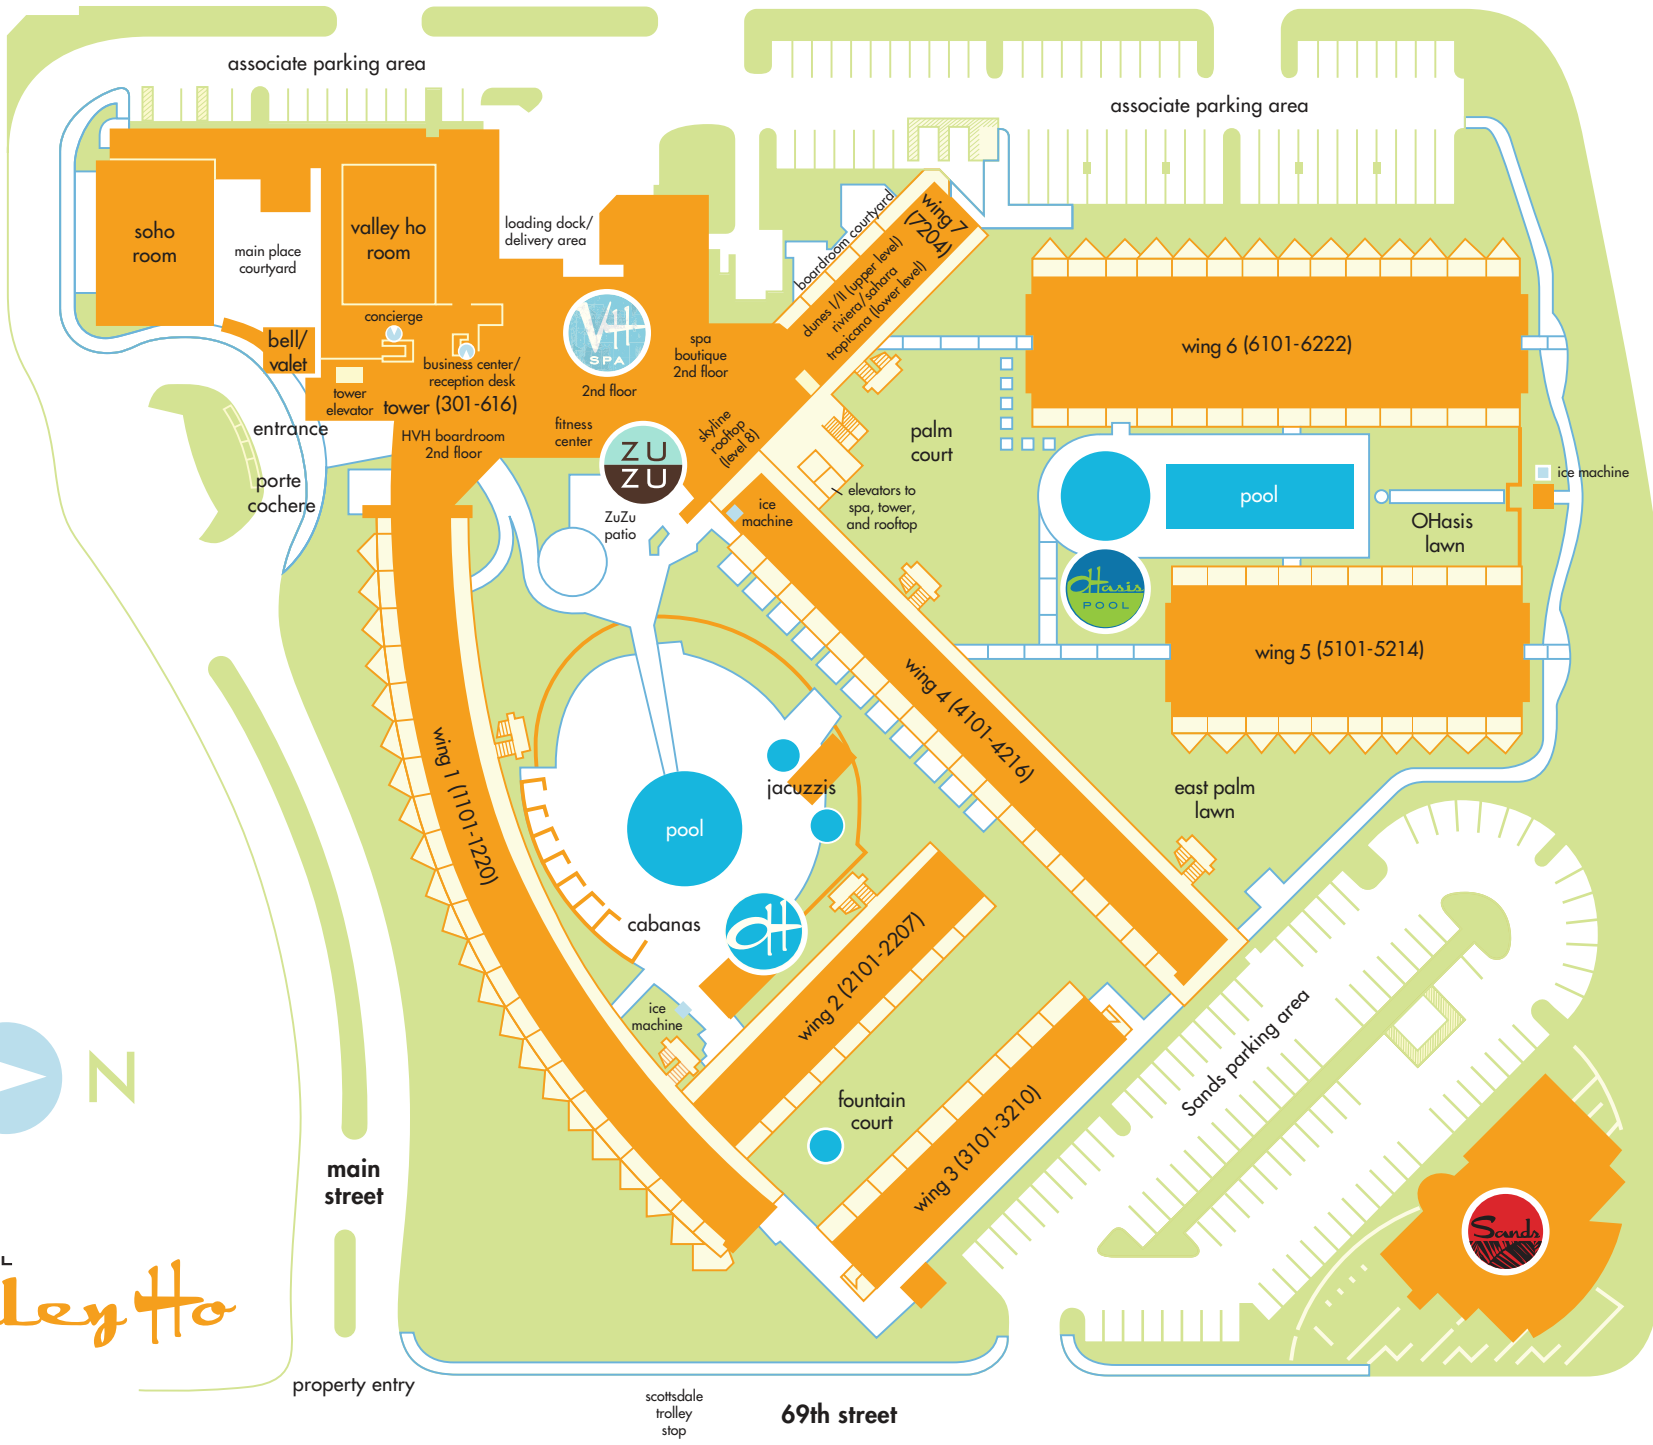 associate parking area
associate parking area
soho
room
main place
courtyard
valley ho
room
loading dock/
delivery area
boardroom courtyard
wing 7
(7204)
dunes I/II (upper level)
riviera/sahara
tropicana (lower level)
concierge
bell/
valet
VH
SPA
2nd floor
spa
boutique
2nd floor
business center/
reception desk
tower
elevator
tower (301-616)
wing 6 (6101-6222)
entrance
HVH boardroom
2nd floor
fitness
center
ZU
ZU
skyline
rooftop
(level 8)
palm
court
porte
cochere
ZuZu
patio
ice
machine
elevators to
spa, tower,
and rooftop
pool
ice machine
OHasis
lawn
OHasis
POOL
wing 5 (5101-5214)
wing 4 (4101-4216)
wing 1 (1101-1220)
jacuzzis
pool
east palm
lawn
cabanas
OH
wing 2 (2101-2207)
ice
machine
N
Sands parking area
fountain
court
wing 3 (3101-3210)
main
street
Sands
L
ley Ho
property entry
scottsdale
trolley
stop
69th street